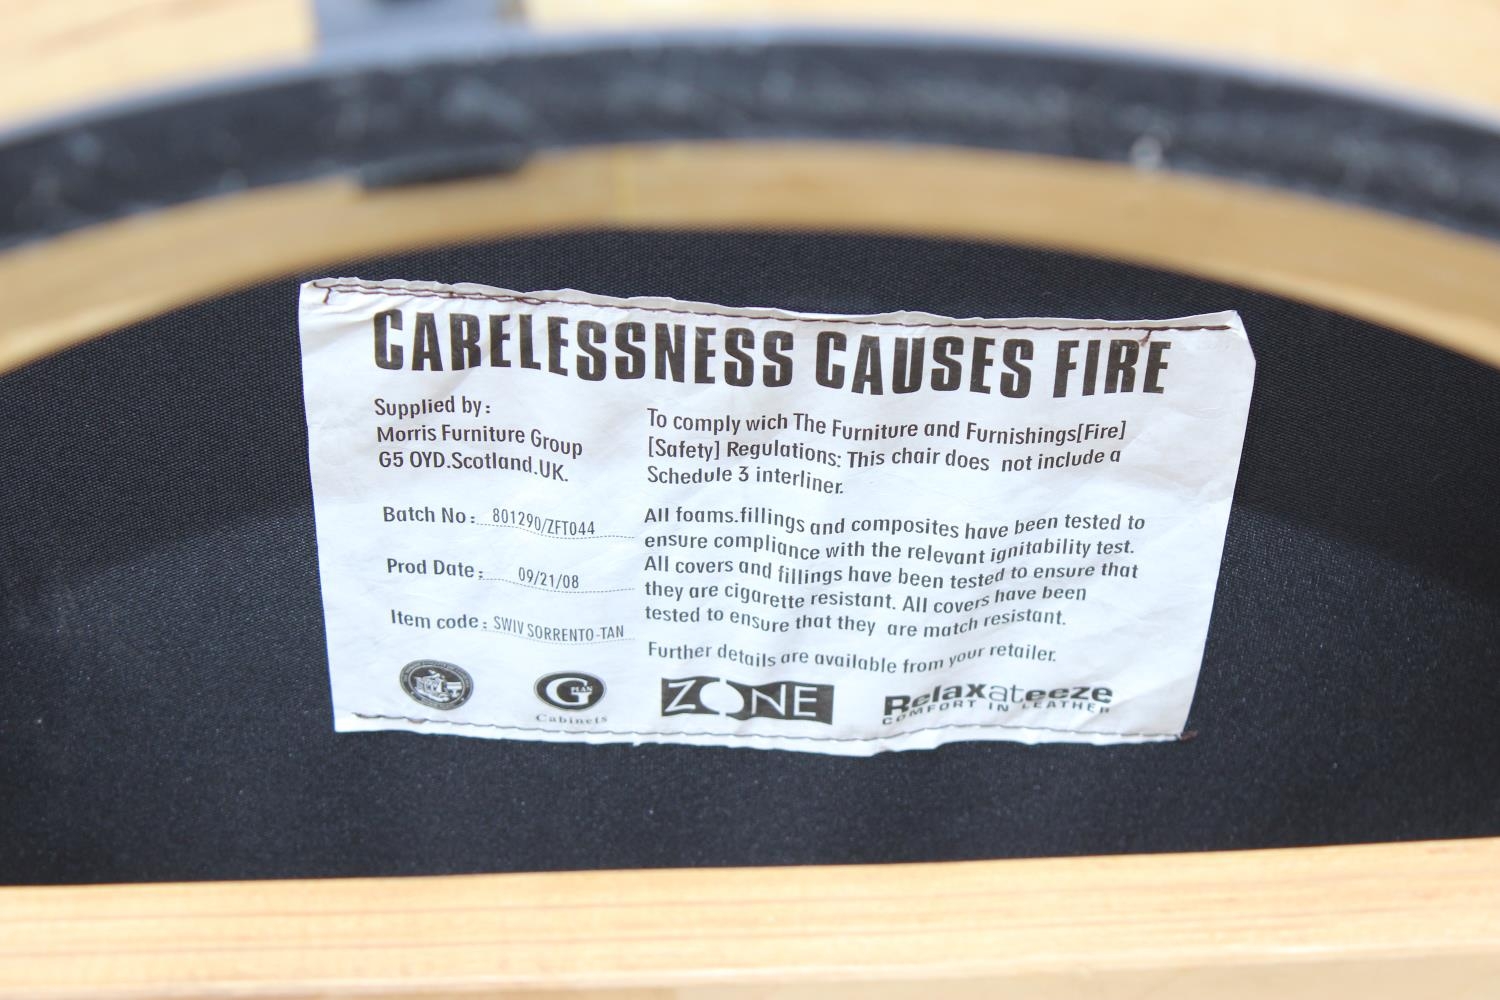 CARELESSNESS CAUSES FIRE
Supplied by:
Morris Furniture Group
G5 OYD.Scotland.UK.
Batch No: 801290/ZFT044
Prod Date: 09/21/08
Item code: SWIV SORRENTO-TAN
To comply wich The Furniture and Furnishings[Fire]
[Safety] Regulations: This chair does not include a
Schedule 3 interliner.
All foams.fillings and composites have been tested to
ensure compliance with the relevant ignitability test.
All covers and fillings have been tested to ensure that
they are cigarette resistant. All covers have been
tested to ensure that they are match resistant.
Further details are available from your retailer.
G PLAN
Cabinets
ZONE
Relaxateeze
COMFORT IN LEATHER